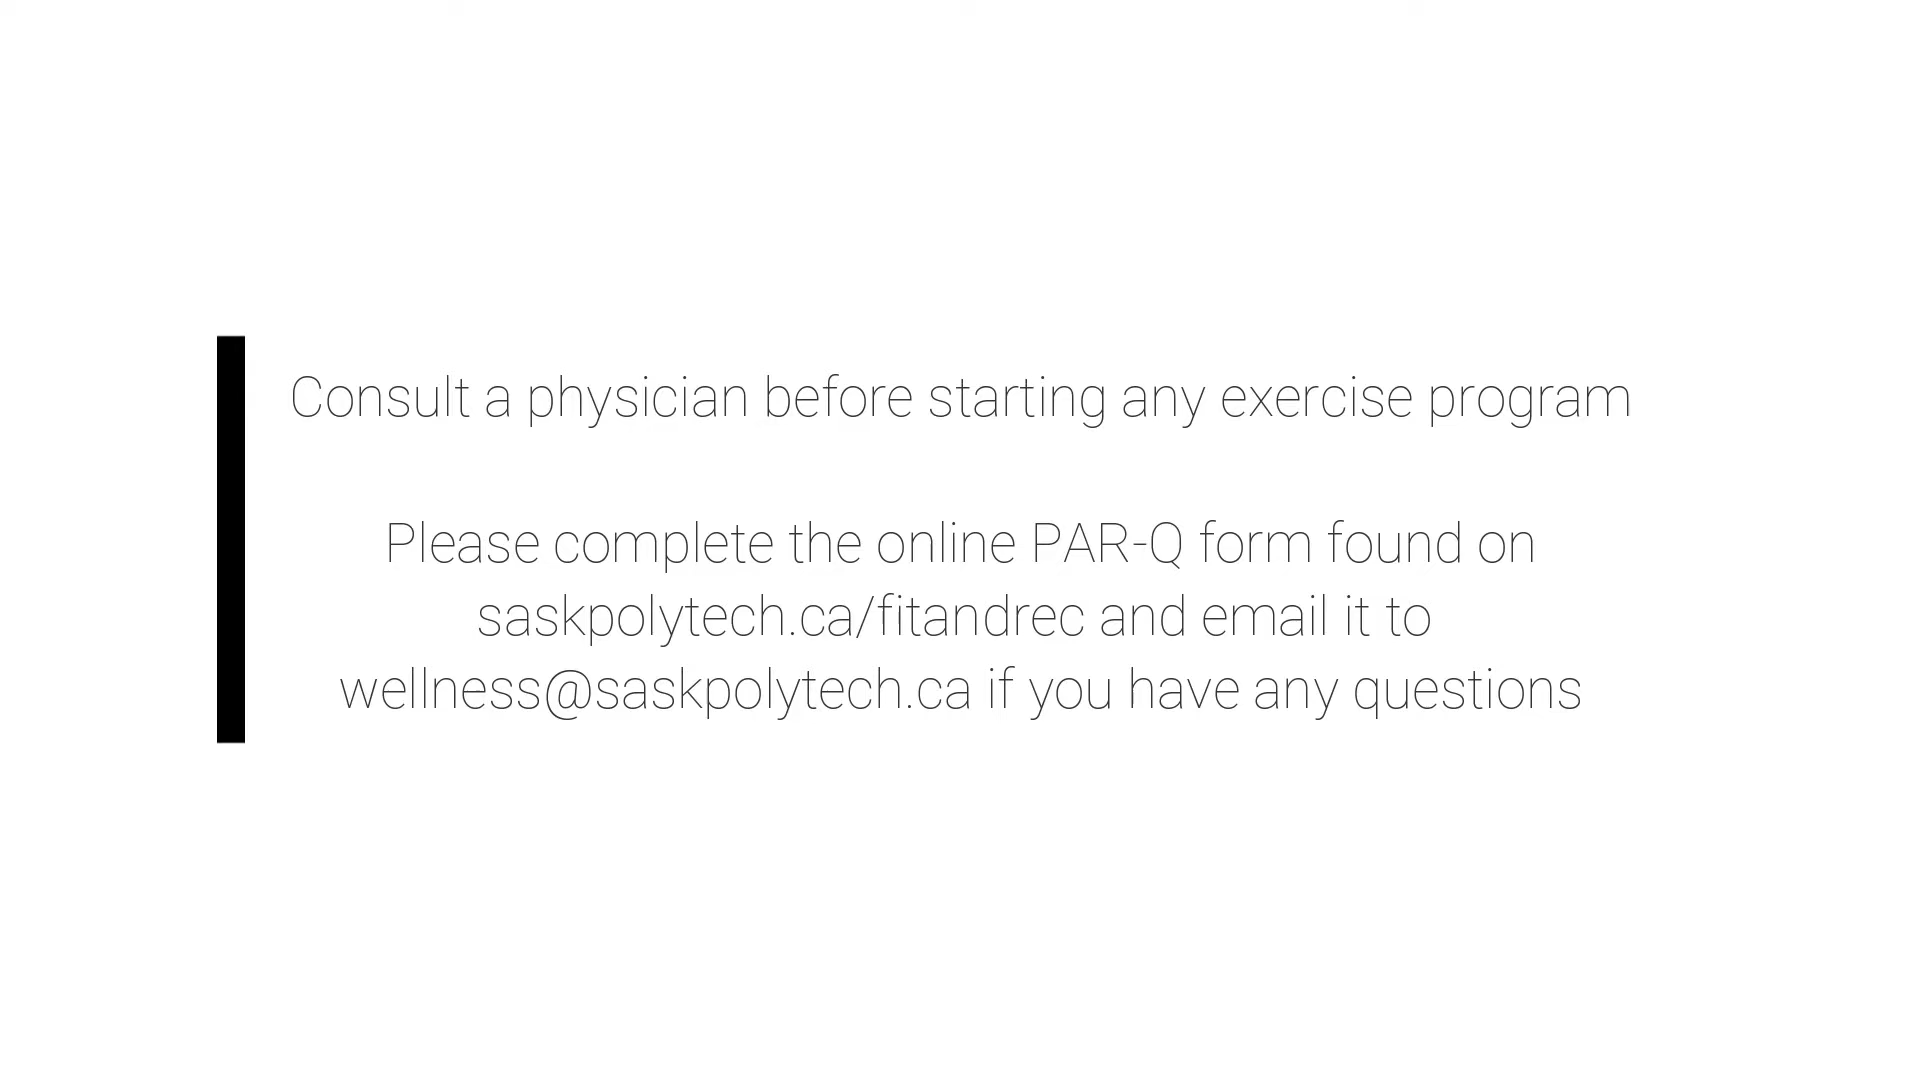 Consult a physician before starting any exercise program
Please complete the online PAR-Q form found on
saskpolytech.ca/fitandrec and email it to
wellness@saskpolytech.ca if you have any questions